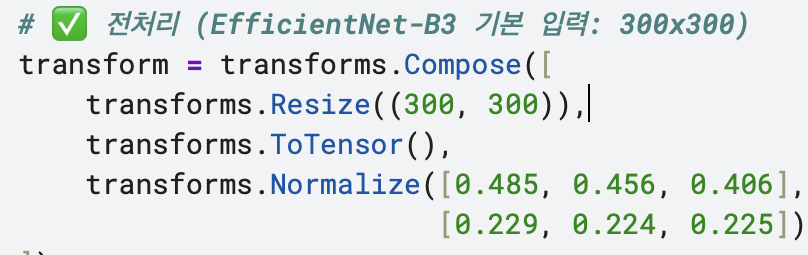 # ✅ 전처리 (EfficientNet-B3 기본 입력: 300x300)
transform = transforms.Compose([
    transforms.Resize((300, 300)),
    transforms.ToTensor(),
    transforms.Normalize([0.485, 0.456, 0.406],
                         [0.229, 0.224, 0.225])
])